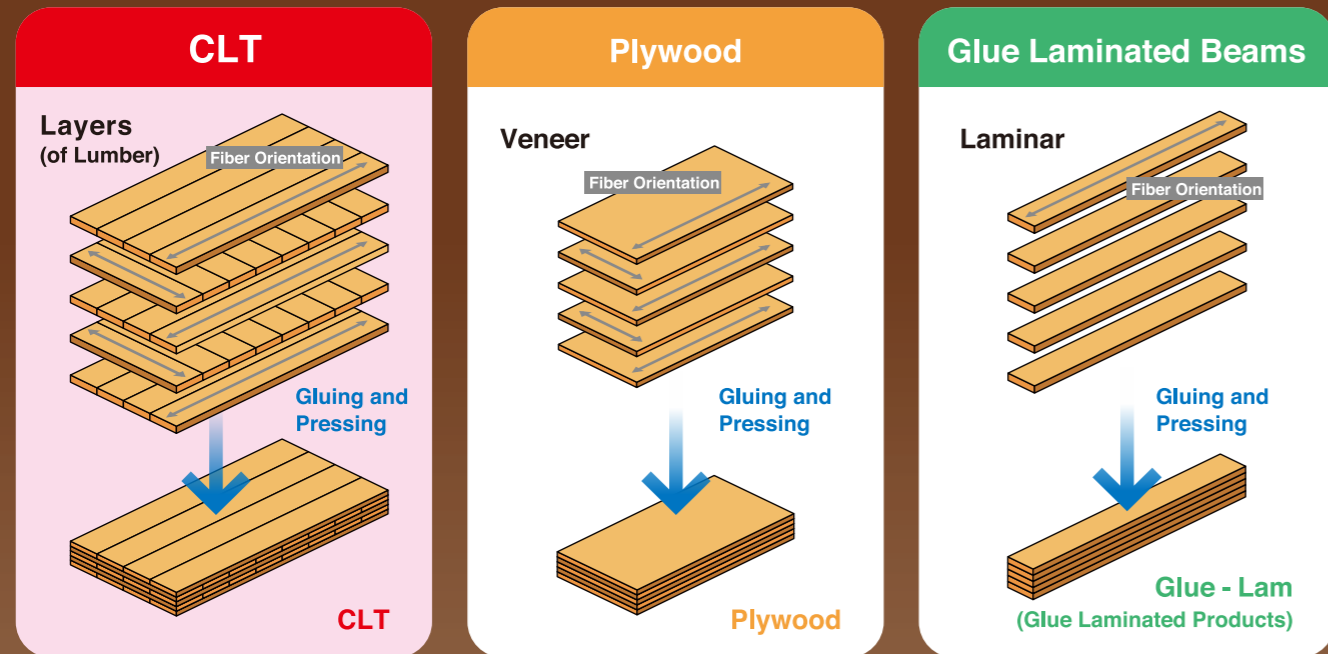 CLT
Layers
(of Lumber)
Fiber Orientation
Gluing and
Pressing
CLT
Plywood
Veneer
Fiber Orientation
Gluing and
Pressing
Plywood
Glue Laminated Beams
Laminar
Fiber Orientation
Gluing and
Pressing
Glue - Lam
(Glue Laminated Products)